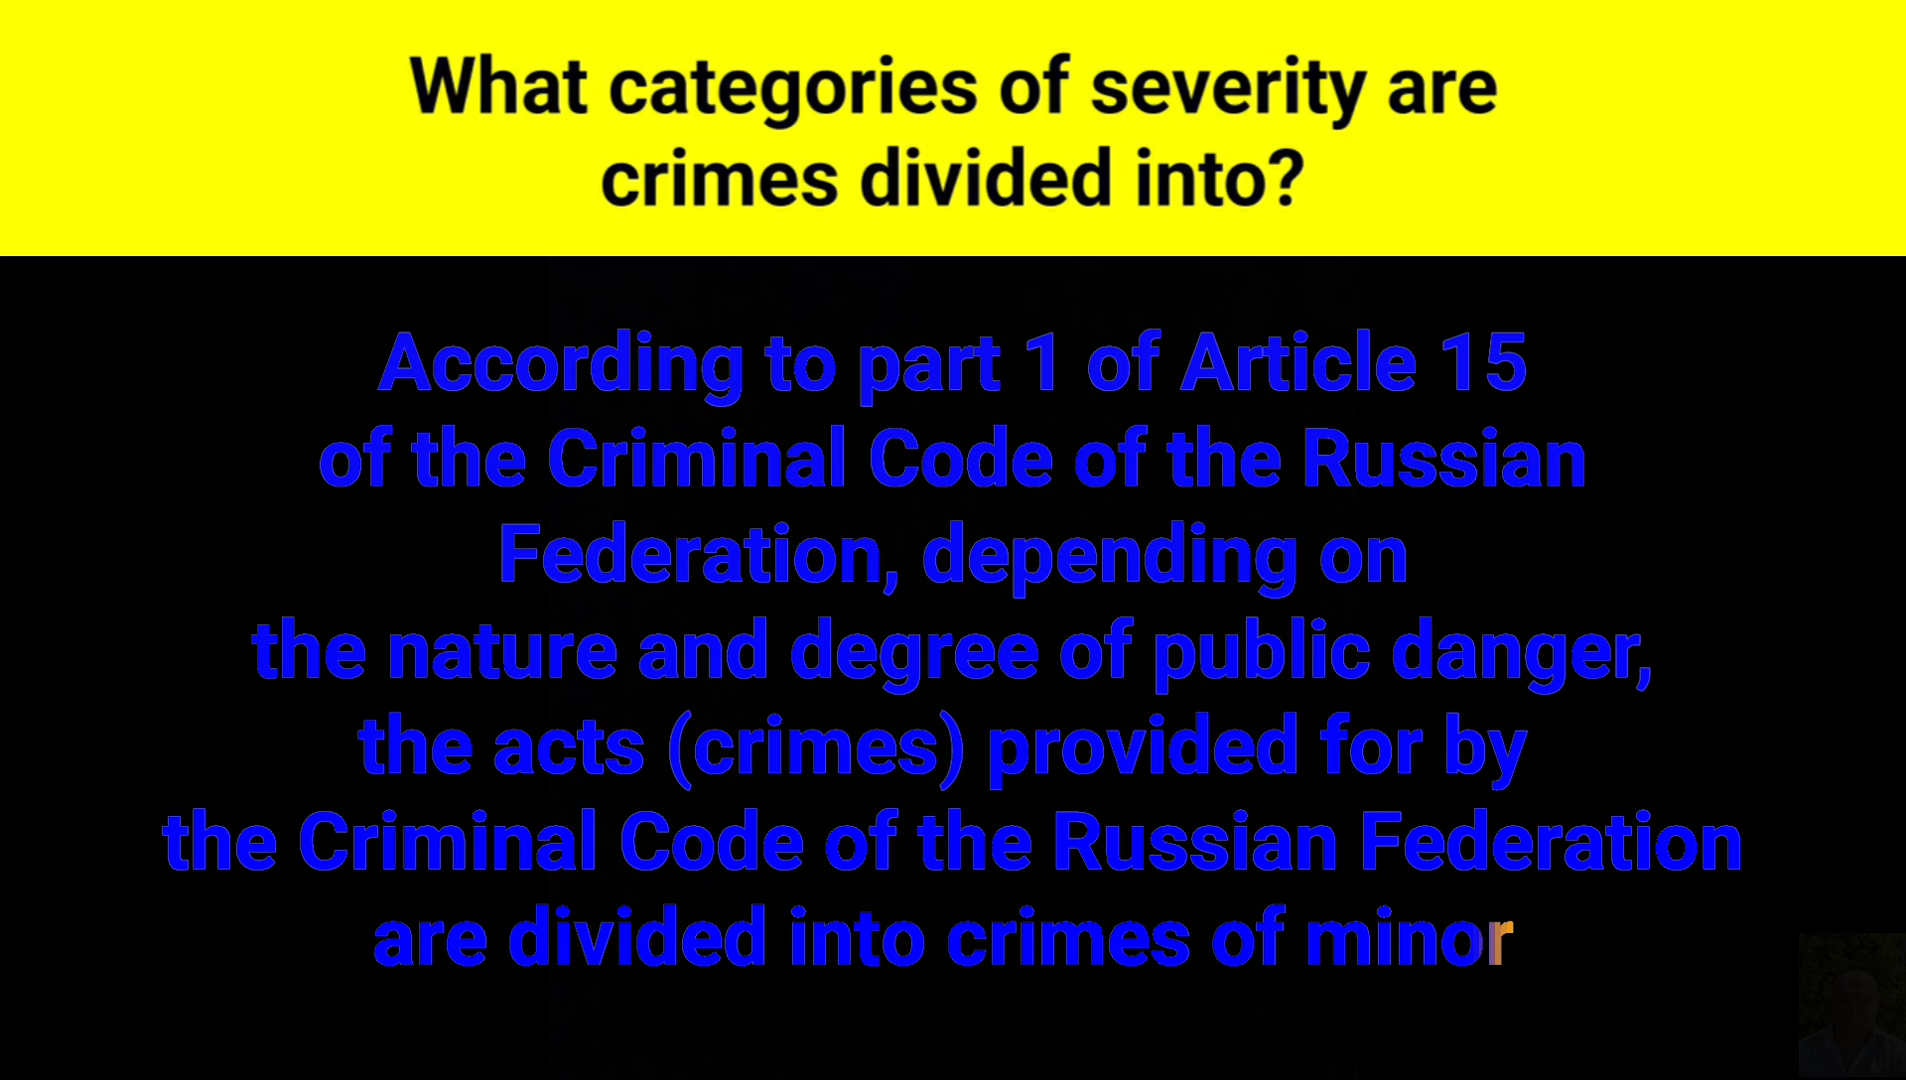 What categories of severity are
crimes divided into?
According to part 1 of Article 15
of the Criminal Code of the Russian
Federation, depending on
the nature and degree of public danger,
the acts (crimes) provided for by
the Criminal Code of the Russian Federation
are divided into crimes of minor